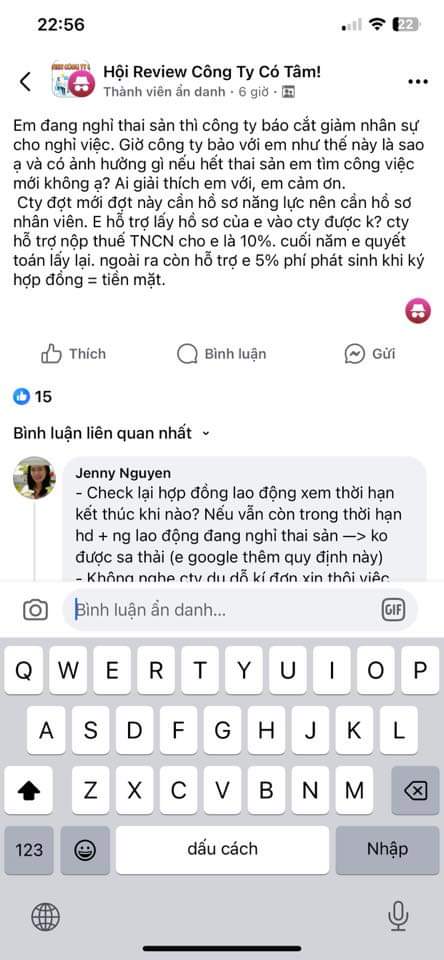 22:56
22
Hội Review Công Ty Có Tâm!
Thành viên ẩn danh · 6 giờ ·
Em đang nghỉ thai sản thì công ty báo cắt giảm nhân sự
cho nghỉ việc. Giờ công ty bảo với em như thế này là sao
ạ và có ảnh hưởng gì nếu hết thai sản em tìm công việc
mới không ạ? Ai giải thích em với, em cảm ơn.
Cty đợt mới đợt này cần hồ sơ năng lực nên cần hồ sơ
nhân viên. E hỗ trợ lấy hồ sơ của e vào cty được k? cty
hỗ trợ nộp thuế TNCN cho e là 10%. cuối năm e quyết
toán lấy lại. ngoài ra còn hỗ trợ e 5% phí phát sinh khi ký
hợp đồng = tiền mặt.
Thích
Bình luận
Gửi
15
Bình luận liên quan nhất
Jenny Nguyen
- Check lại hợp đồng lao động xem thời hạn
kết thúc khi nào? Nếu vẫn còn trong thời hạn
hd + ng lao động đang nghỉ thai sản —> ko
được sa thải (e google thêm quy định này)
- Không nghe cty dụ dỗ kí đơn xin thôi việc
Bình luận ẩn danh...
GIF
Q W E R T Y U I O P
A S D F G H J K L
Z X C V B N M
123
dấu cách
Nhập